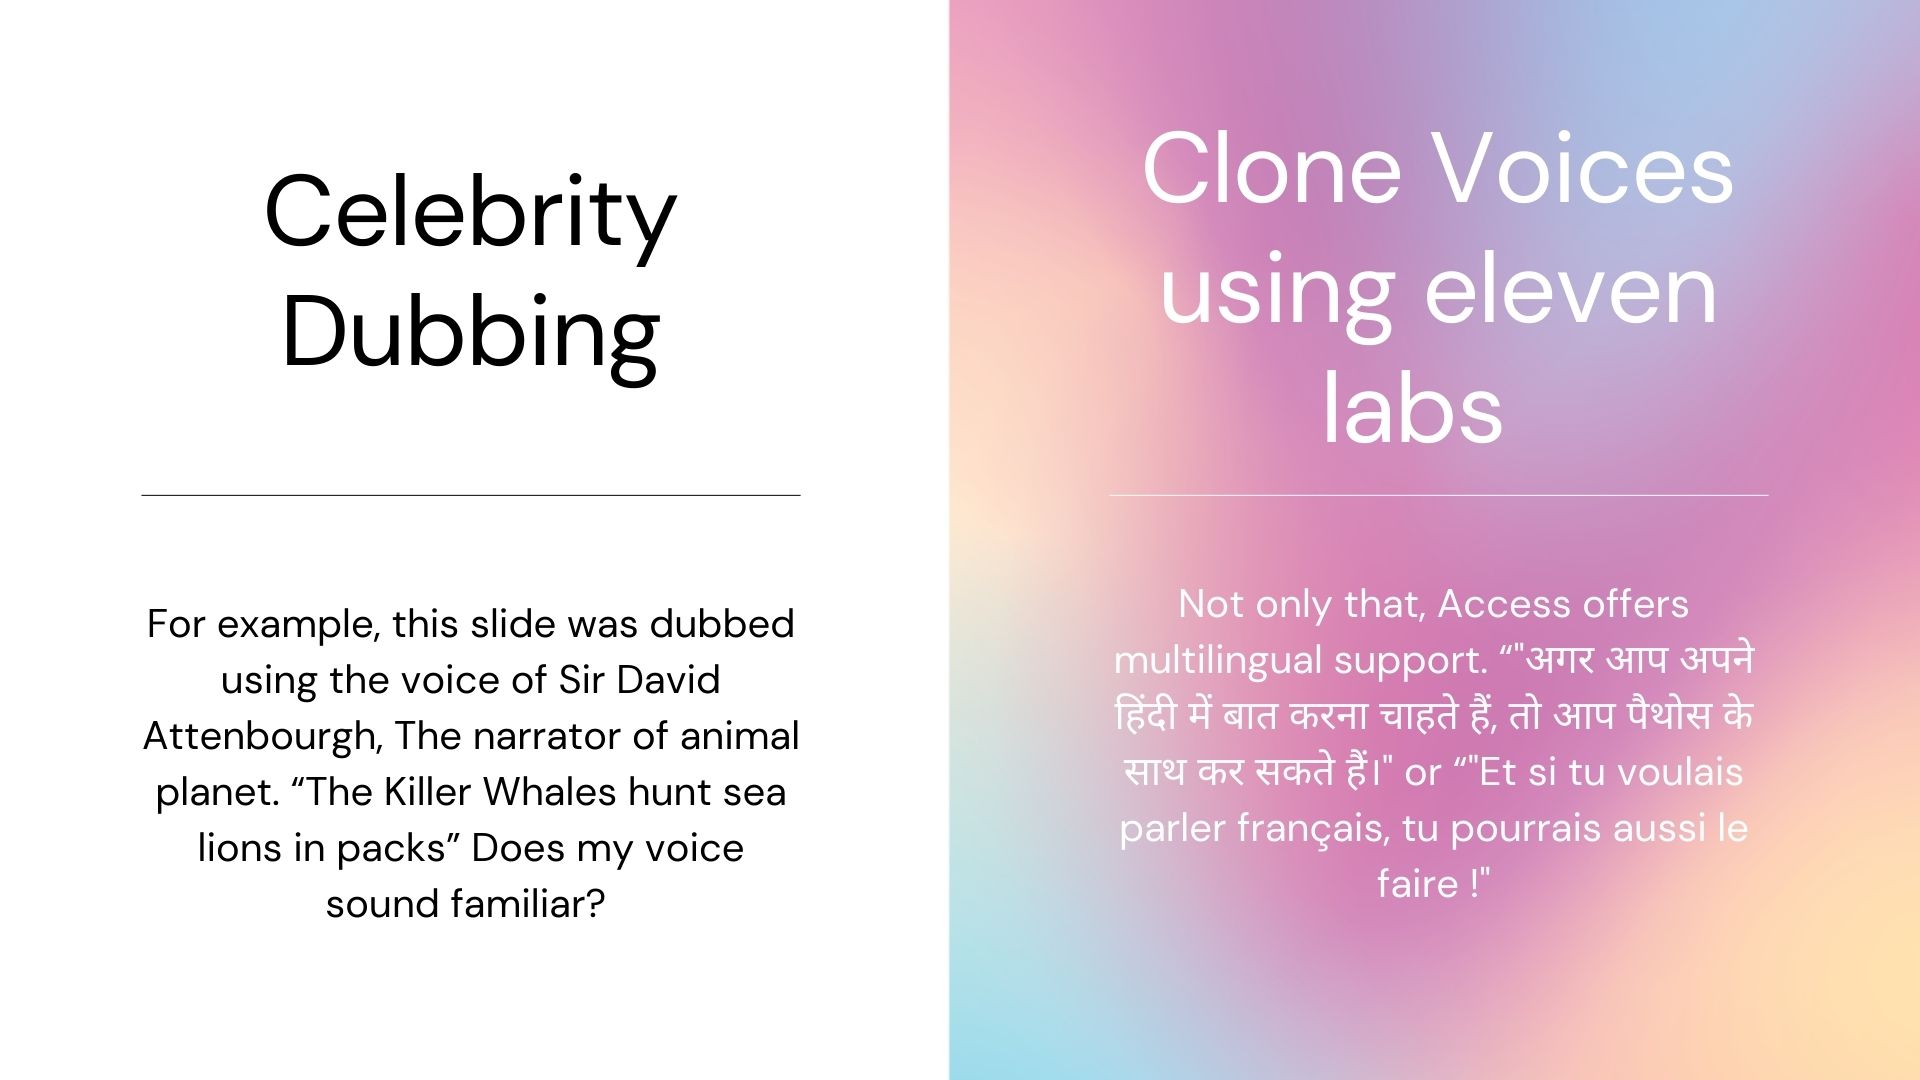 Celebrity
Dubbing
For example, this slide was dubbed
using the voice of Sir David
Attenbourgh, The narrator of animal
planet. “The Killer Whales hunt sea
lions in packs” Does my voice
sound familiar?
Clone Voices
using eleven
labs
Not only that, Access offers
multilingual support. “"अगर आप अपने
हिंदी में बात करना चाहते हैं, तो आप पैथोस के
साथ कर सकते हैं।" or “"Et si tu voulais
parler français, tu pourrais aussi le
faire !"